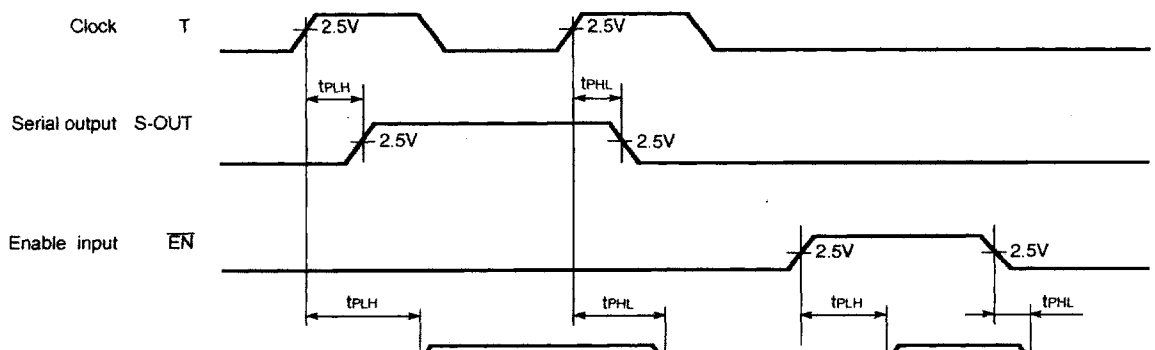 Clock T 2.5V 2.5V
tPLH tPHL
Serial output S-OUT 2.5V 2.5V
Enable input EN 2.5V 2.5V
tPLH tPHL tPLH tPHL